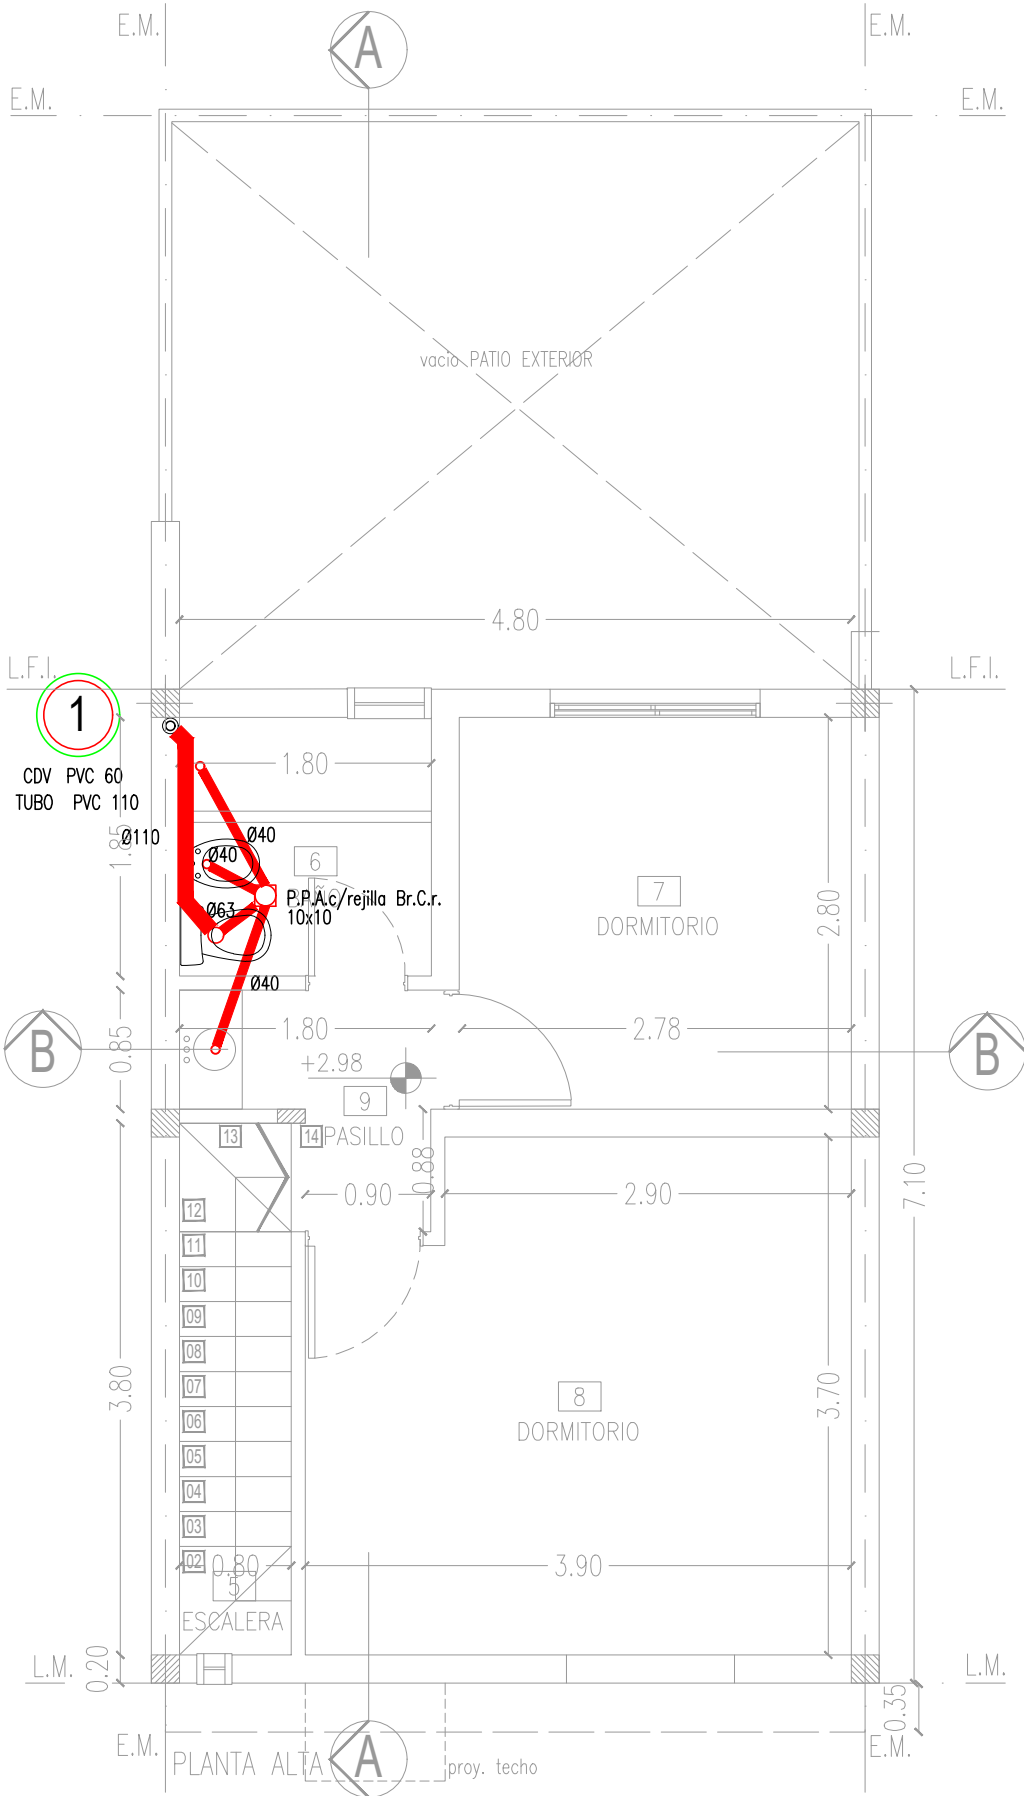 E.M.
A
E.M.
E.M.
E.M.
vacio PATIO EXTERIOR
4.80
L.F.I.
L.F.I.
1
1.80
CDV PVC 60
TUBO PVC 110
Ø110
Ø40
1.85
Ø40
6
BAÑO
7
P.P.A.c/rejilla Br.C.r.
10x10
Ø63
DORMITORIO
2.80
Ø40
1.80
2.78
0.85
B
B
+2.98
9
PASILLO
13
14
0.88
0.90
2.90
7.10
12
11
10
09
08
07
06
05
04
03
02
3.80
8
DORMITORIO
3.70
0.80
3.90
5
ESCALERA
0.20
L.M.
L.M.
0.35
E.M.
E.M.
PLANTA ALTA
A
proy. techo